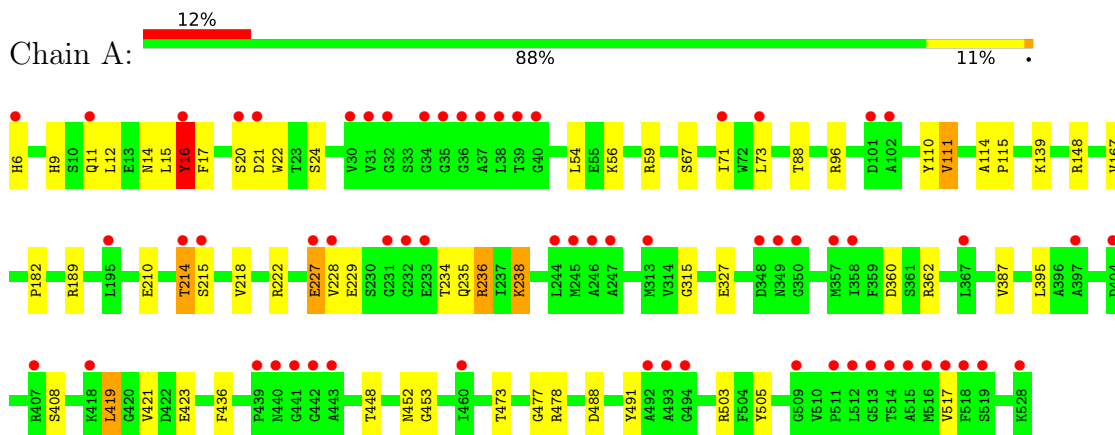 12%
Chain A:
88% 11% •
H6 H9 S10 Q11 L12 E13 N14 L15 Y16 F17 S20 D21 W22 T23 S24 V30 V31 G32 S33 G34 G35 G36 A37 L38 T39 G40 L54 E55 K56 R59 S67 I71 W72 L73 T88 R96 D101 A102 Y110 V111 A114 P115 K139 R148 V167
P182 R189 L195 E210 T214 S215 V218 R222 E227 V228 E229 S230 G231 G232 E233 T234 Q235 R236 I237 K238 L244 M245 A246 A247 M313 V314 G315 E327 D348 N349 G350 M357 I358 F359 D360 S361 R362 L367 V387 L395 A396 A397 D404
R407 S408 K418 L419 G420 V421 D422 E423 F436 P439 N440 G441 G442 A443 T448 N452 G453 I460 T473 G477 R478 D488 Y491 A492 A493 G494 R503 F504 Y505 G509 V510 P511 L512 G513 T514 A515 M516 V517 F518 S519 K528